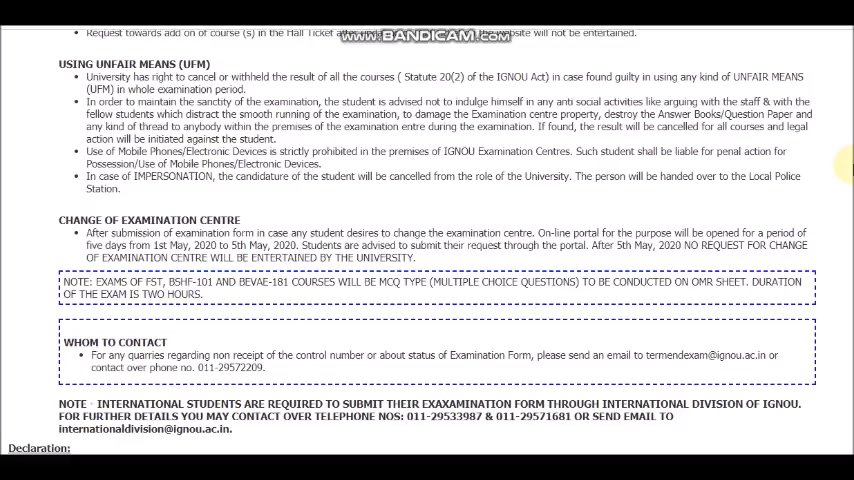 Request towards add on of course (s) in the Hall Ticket after website will not be entertained.
WWW.BANDICAM.COM
USING UNFAIR MEANS (UFM)
University has right to cancel or withheld the result of all the courses ( Statute 20(2) of the IGNOU Act) in case found guilty in using any kind of UNFAIR MEANS
(UFM) in whole examination period.
In order to maintain the sanctity of the examination, the student is advised not to indulge himself in any anti social activities like arguing with the staff & with the
fellow students which distract the smooth running of the examination, to damage the Examination centre property, destroy the Answer Books/Question Paper and
any kind of thread to anybody within the premises of the examination entre during the examination. If found, the result will be cancelled for all courses and legal
action will be initiated against the student.
Use of Mobile Phones/Electronic Devices is strictly prohibited in the premises of IGNOU Examination Centres. Such student shall be liable for penal action for
Possession/Use of Mobile Phones/Electronic Devices.
In case of IMPERSONATION, the candidature of the student will be cancelled from the role of the University. The person will be handed over to the Local Police
Station.
CHANGE OF EXAMINATION CENTRE
After submission of examination form in case any student desires to change the examination centre. On-line portal for the purpose will be opened for a period of
five days from 1st May, 2020 to 5th May, 2020. Students are advised to submit their request through the portal. After 5th May, 2020 NO REQUEST FOR CHANGE
OF EXAMINATION CENTRE WILL BE ENTERTAINED BY THE UNIVERSITY.
NOTE: EXAMS OF FST, BSHF-101 AND BEVAE-181 COURSES WILL BE MCQ TYPE (MULTIPLE CHOICE QUESTIONS) TO BE CONDUCTED ON OMR SHEET. DURATION
OF THE EXAM IS TWO HOURS.
WHOM TO CONTACT
For any quarries regarding non receipt of the control number or about status of Examination Form, please send an email to termendexam@ignou.ac.in or
contact over phone no. 011-29572209.
NOTE - INTERNATIONAL STUDENTS ARE REQUIRED TO SUBMIT THEIR EXAXAMINATION FORM THROUGH INTERNATIONAL DIVISION OF IGNOU.
FOR FURTHER DETAILS YOU MAY CONTACT OVER TELEPHONE NOS: 011-29533987 & 011-29571681 OR SEND EMAIL TO
internationaldivision@ignou.ac.in.
Declaration: